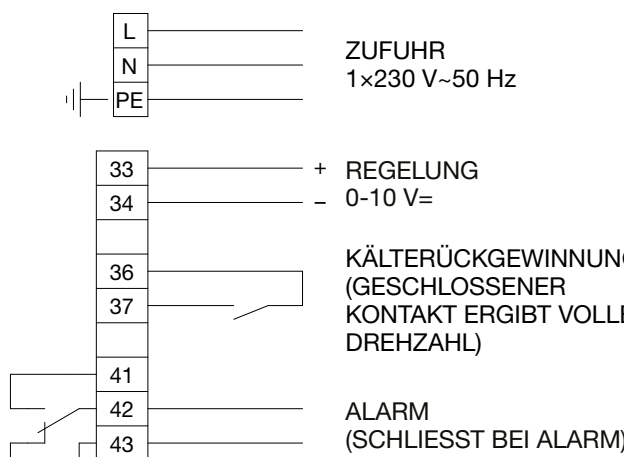 L
N
PE
ZUFUHR
1×230 V~50 Hz
33
34
+
–
REGELUNG
0-10 V=
36
37
KÄLTERÜCKGEWINNUNG
(GESCHLOSSENER
KONTAKT ERGIBT VOLLE
DREHZAHL)
41
42
43
ALARM
(SCHLIESST BEI ALARM)